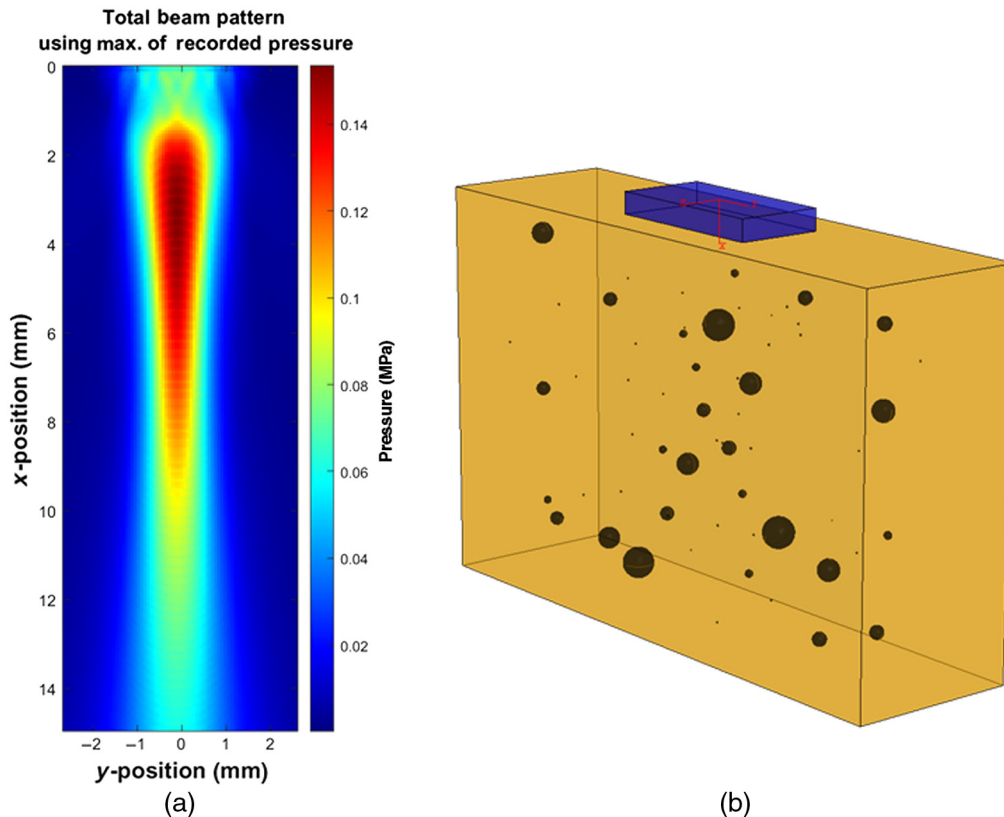 Total beam pattern
using max. of recorded pressure
0
2
4
6
8
10
12
14
x-position (mm)
−2
−1
0
1
2
y-position (mm)
0.14
0.12
0.1
0.08
0.06
0.04
0.02
Pressure (MPa)
x
(a)
(b)